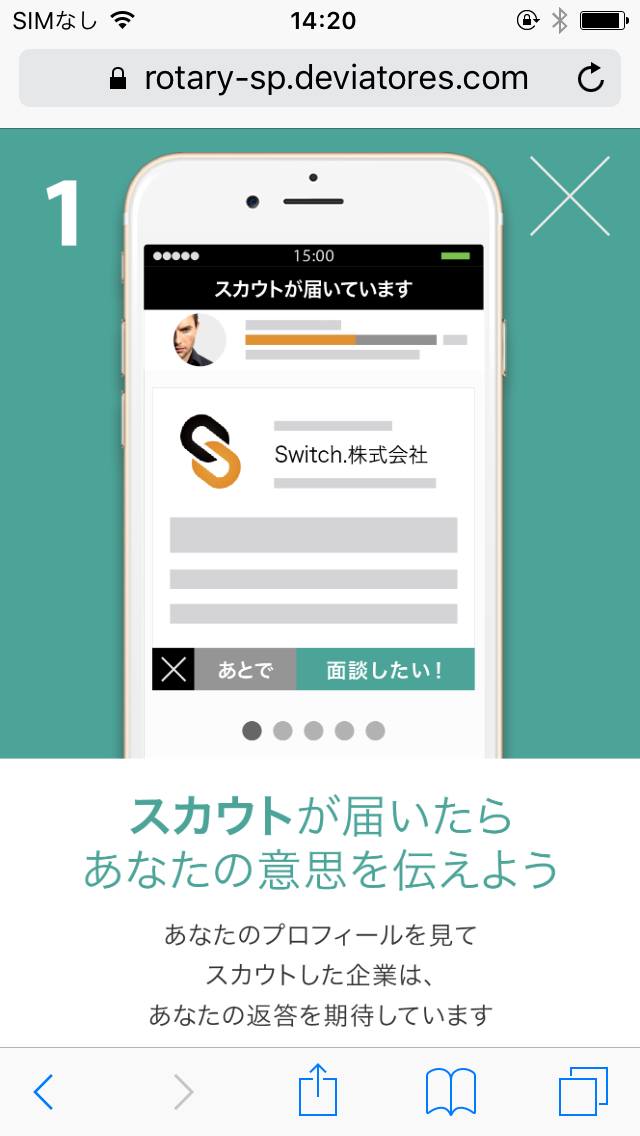 SIMなし
14:20
rotary-sp.deviatores.com
1
15:00
スカウトが届いています
Switch.株式会社
あとで
面談したい！
スカウトが届いたら
あなたの意思を伝えよう
あなたのプロフィールを見て
スカウトした企業は、
あなたの返答を期待しています